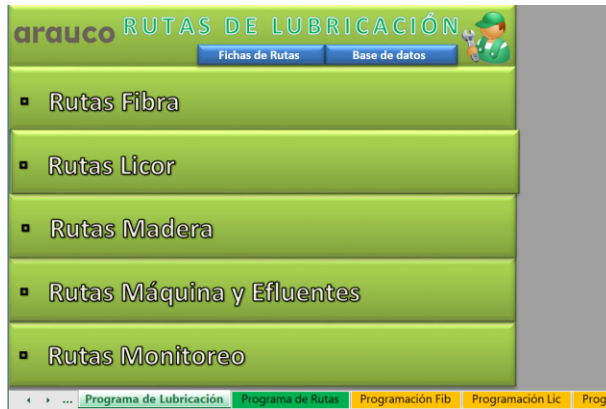 arauco RUTAS DE LUBRICACIÓN
Fichas de Rutas Base de datos
▪ Rutas Fibra
▪ Rutas Licor
▪ Rutas Madera
▪ Rutas Máquina y Efluentes
▪ Rutas Monitoreo
... Programa de Lubricación Programa de Rutas Programación Fib Programación Lic Prog